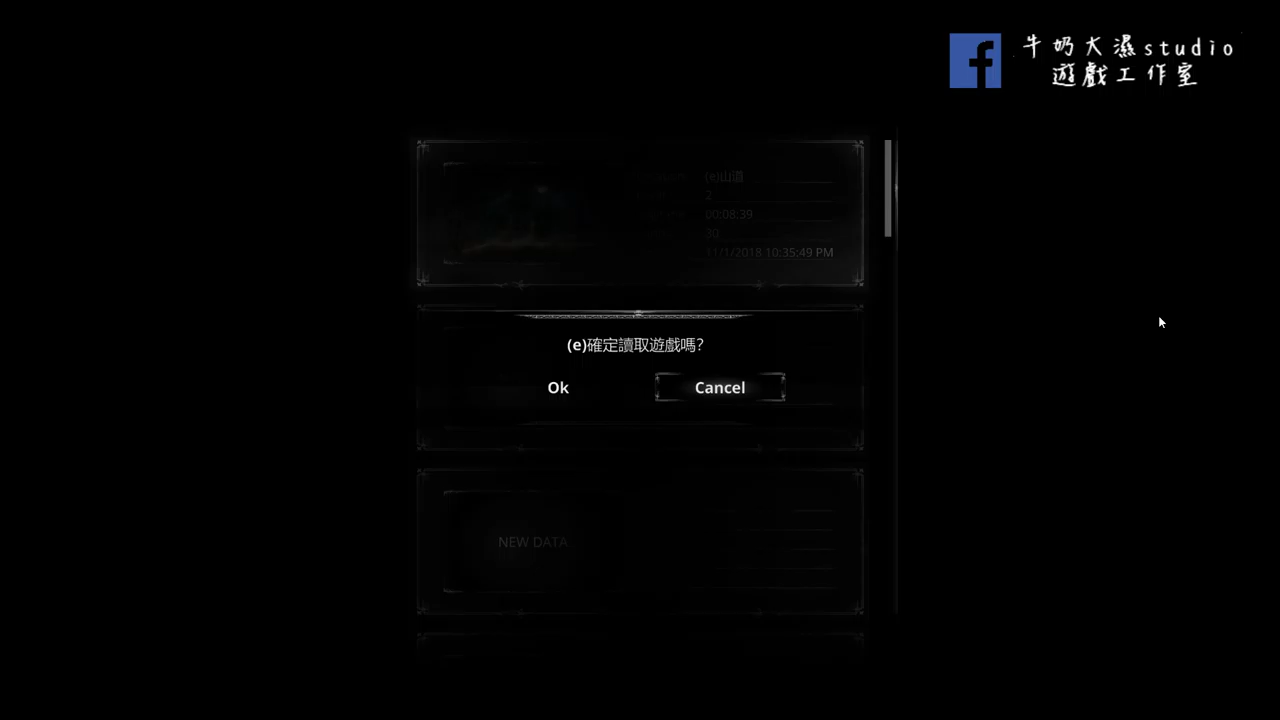 牛奶大濕studio
遊戲工作室
(e)山道
2
00:08:39
30
11/1/2018 10:35:49 PM
(e)確定讀取遊戲嗎?
Ok
Cancel
NEW DATA